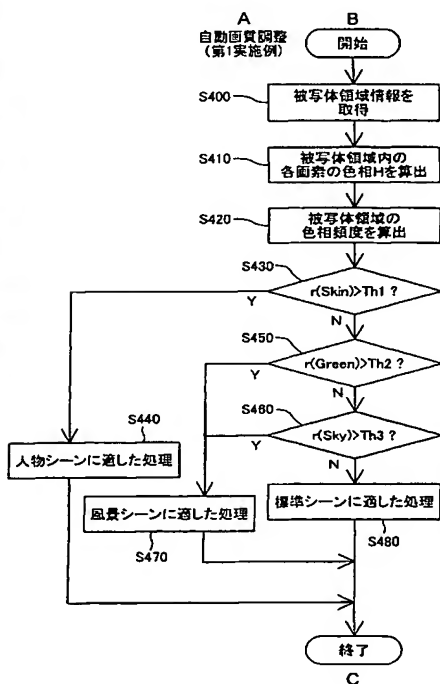 A
自動画質調整
(第1実施例)
B
開始
S400
被写体領域情報を
取得
S410
被写体領域内の
各画素の色相Hを算出
S420
被写体領域の
色相頻度を算出
S430
r(Skin)>Th1 ?
Y
N
S450
r(Green)>Th2 ?
Y
N
S460
r(Sky)>Th3 ?
Y
N
S440
人物シーンに適した処理
風景シーンに適した処理
S470
標準シーンに適した処理
S480
終了
C